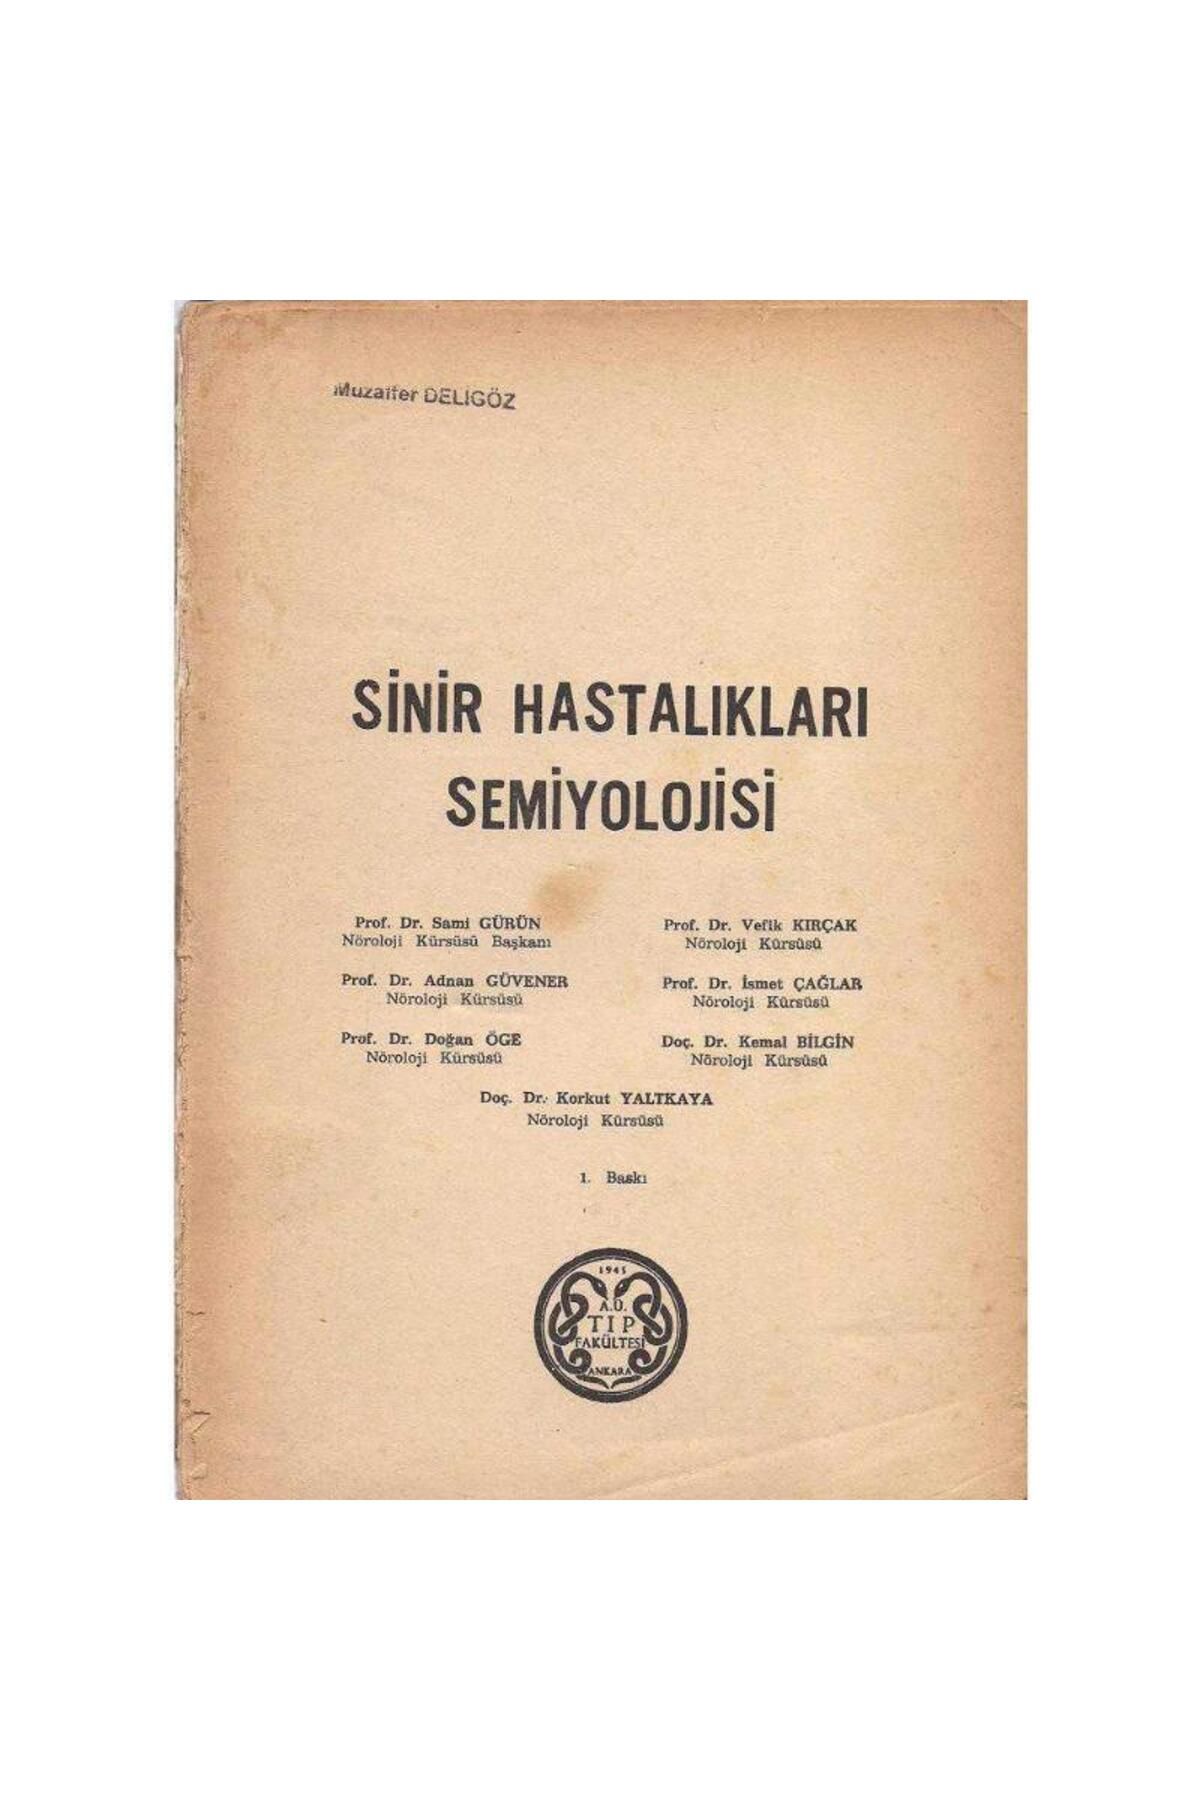 Muzaffer DELİGÖZ
SİNİR HASTALIKLARI
SEMİYOLOJİSİ
Prof. Dr. Sami GÜRÜN
Nöroloji Kürsüsü Başkanı
Prof. Dr. Vefik KIRÇAK
Nöroloji Kürsüsü
Prof. Dr. Adnan GÜVENER
Nöroloji Kürsüsü
Prof. Dr. İsmet ÇAĞLAR
Nöroloji Kürsüsü
Prof. Dr. Doğan ÖGE
Nöroloji Kürsüsü
Doç. Dr. Kemal BİLGİN
Nöroloji Kürsüsü
Doç. Dr. Korkut YALTKAYA
Nöroloji Kürsüsü
1. Baskı
1945
A.Ü.
TIP
FAKÜLTESİ
ANKARA